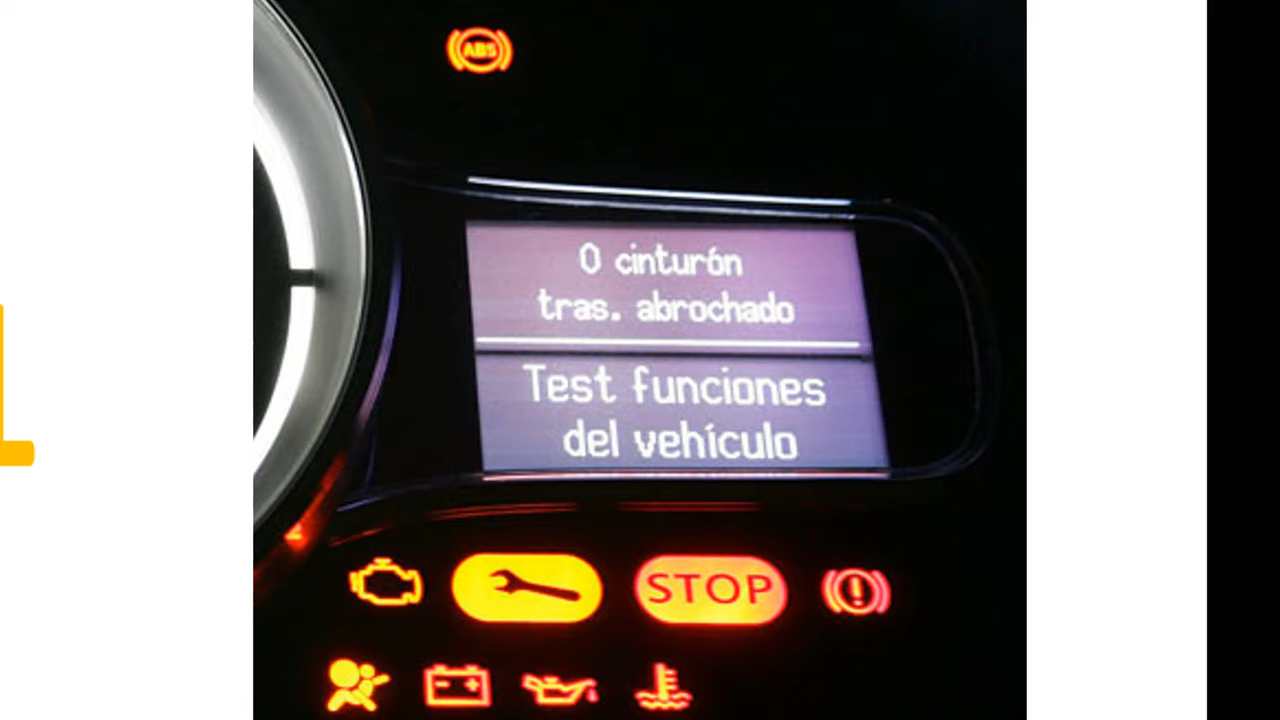 ABS
0 cinturón
tras. abrochado
Test funciones
del vehículo
STOP